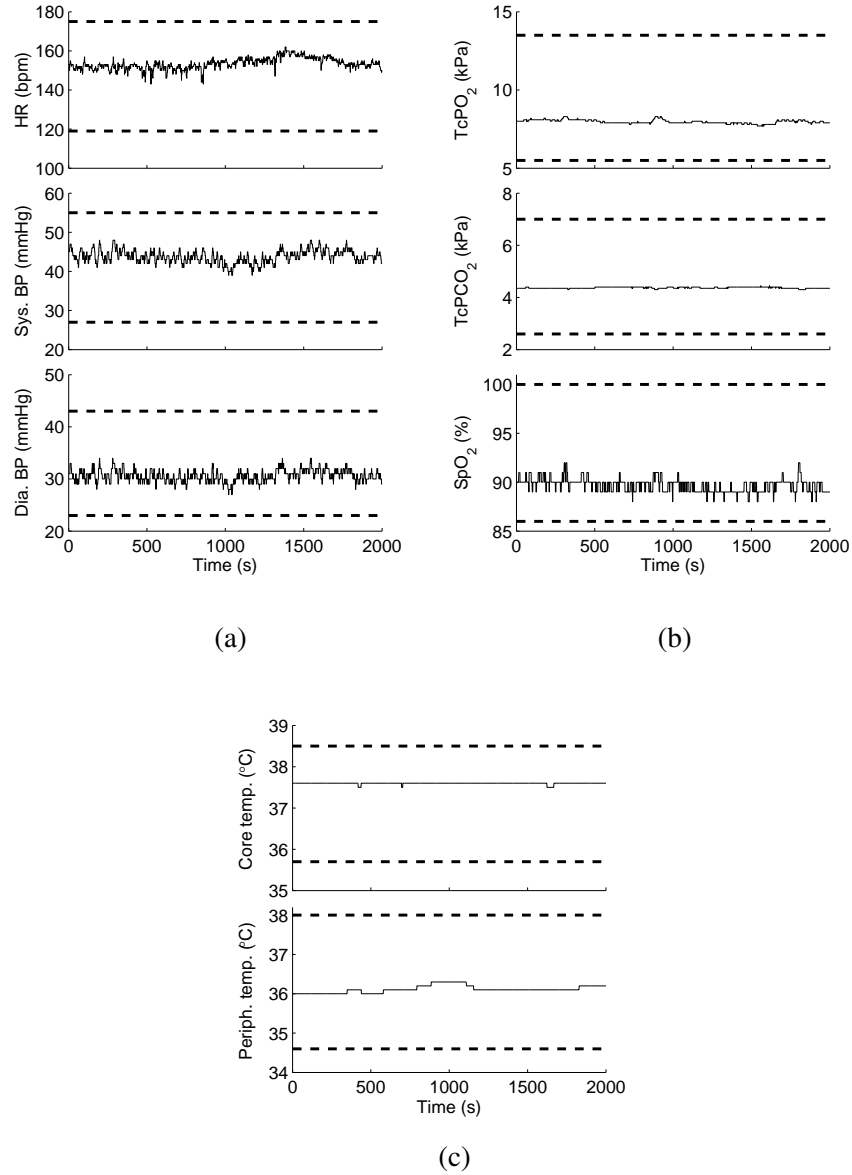 HR (bpm)
180
160
140
120
100
Sys. BP (mmHg)
60
50
40
30
20
Dia. BP (mmHg)
50
40
30
20
0 500 1000 1500 2000
Time (s)
(a)
TcPO2 (kPa)
15
10
5
TcPCO2 (kPa)
8
6
4
2
SpO2 (%)
100
95
90
85
0 500 1000 1500 2000
Time (s)
(b)
Core temp. (°C)
39
38
37
36
35
Periph. temp. (°C)
38
37
36
35
34
0 500 1000 1500 2000
Time (s)
(c)